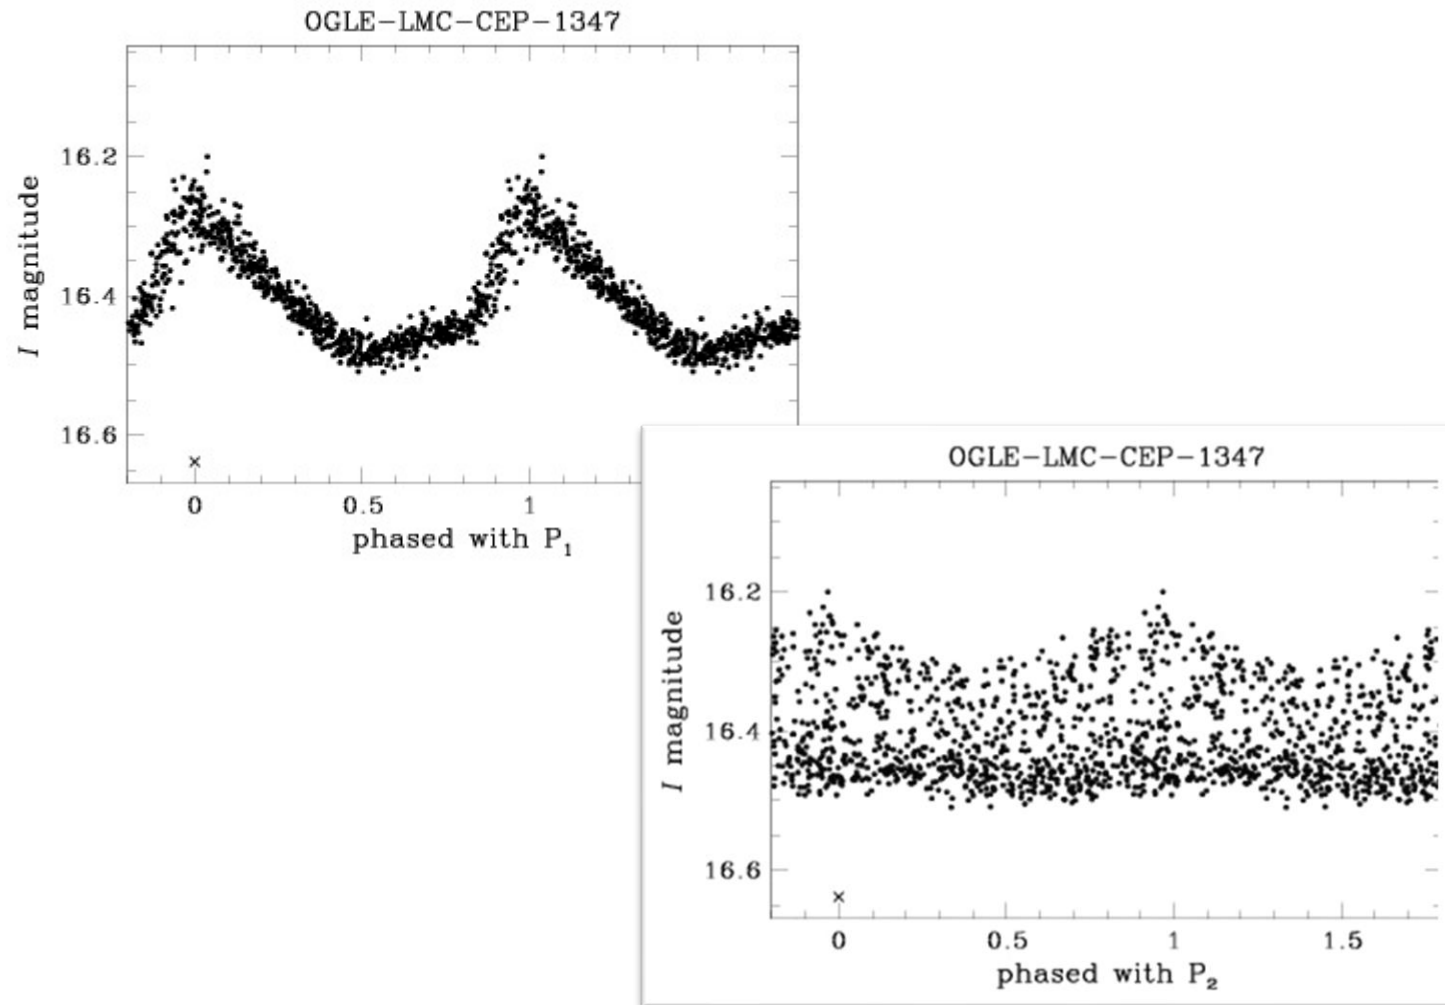 OGLE-LMC-CEP-1347
16.2
16.4
16.6
I magnitude
×
0 0.5 1
phased with P₁
OGLE-LMC-CEP-1347
16.2
16.4
16.6
I magnitude
×
0 0.5 1 1.5
phased with P₂